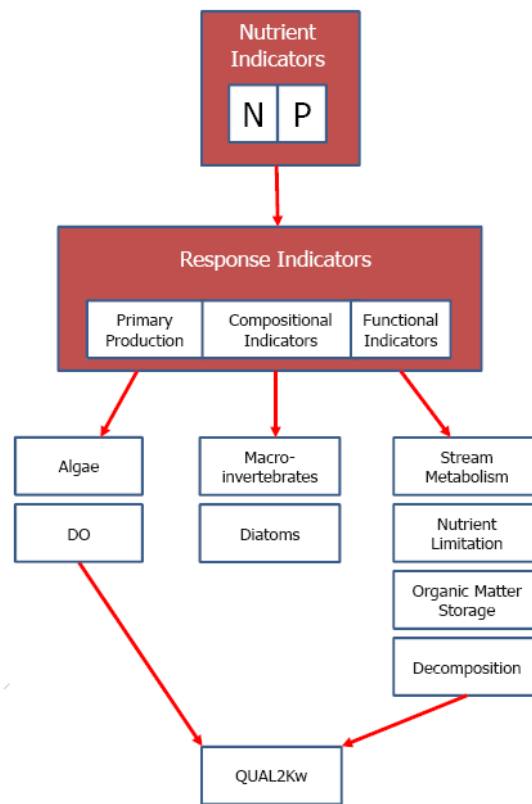 Nutrient
Indicators
N P
Response Indicators
Primary
Production
Compositional
Indicators
Functional
Indicators
Algae
DO
Macro-
invertebrates
Diatoms
Stream
Metabolism
Nutrient
Limitation
Organic Matter
Storage
Decomposition
QUAL2Kw